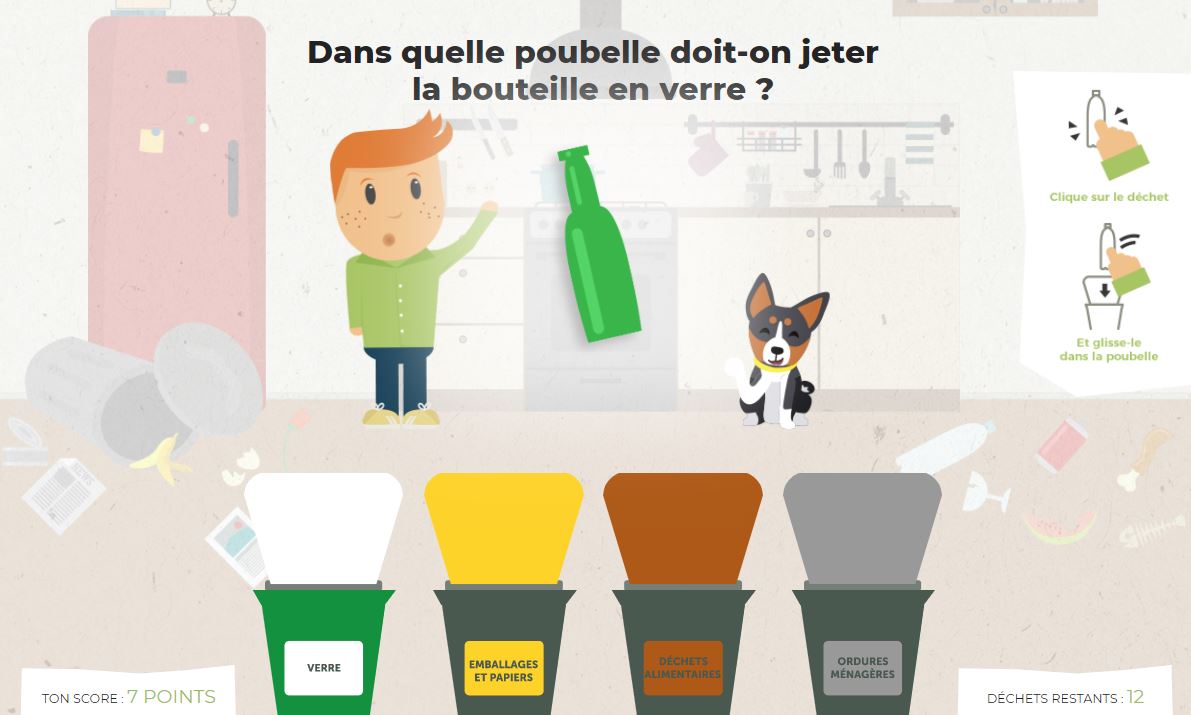 Dans quelle poubelle doit-on jeter
la bouteille en verre ?
Clique sur le déchet
Et glisse-le
dans la poubelle
NEWS
VERRE
EMBALLAGES
ET PAPIERS
DÉCHETS
ALIMENTAIRES
ORDURES
MÉNAGÈRES
TON SCORE : 7 POINTS
DÉCHETS RESTANTS : 12